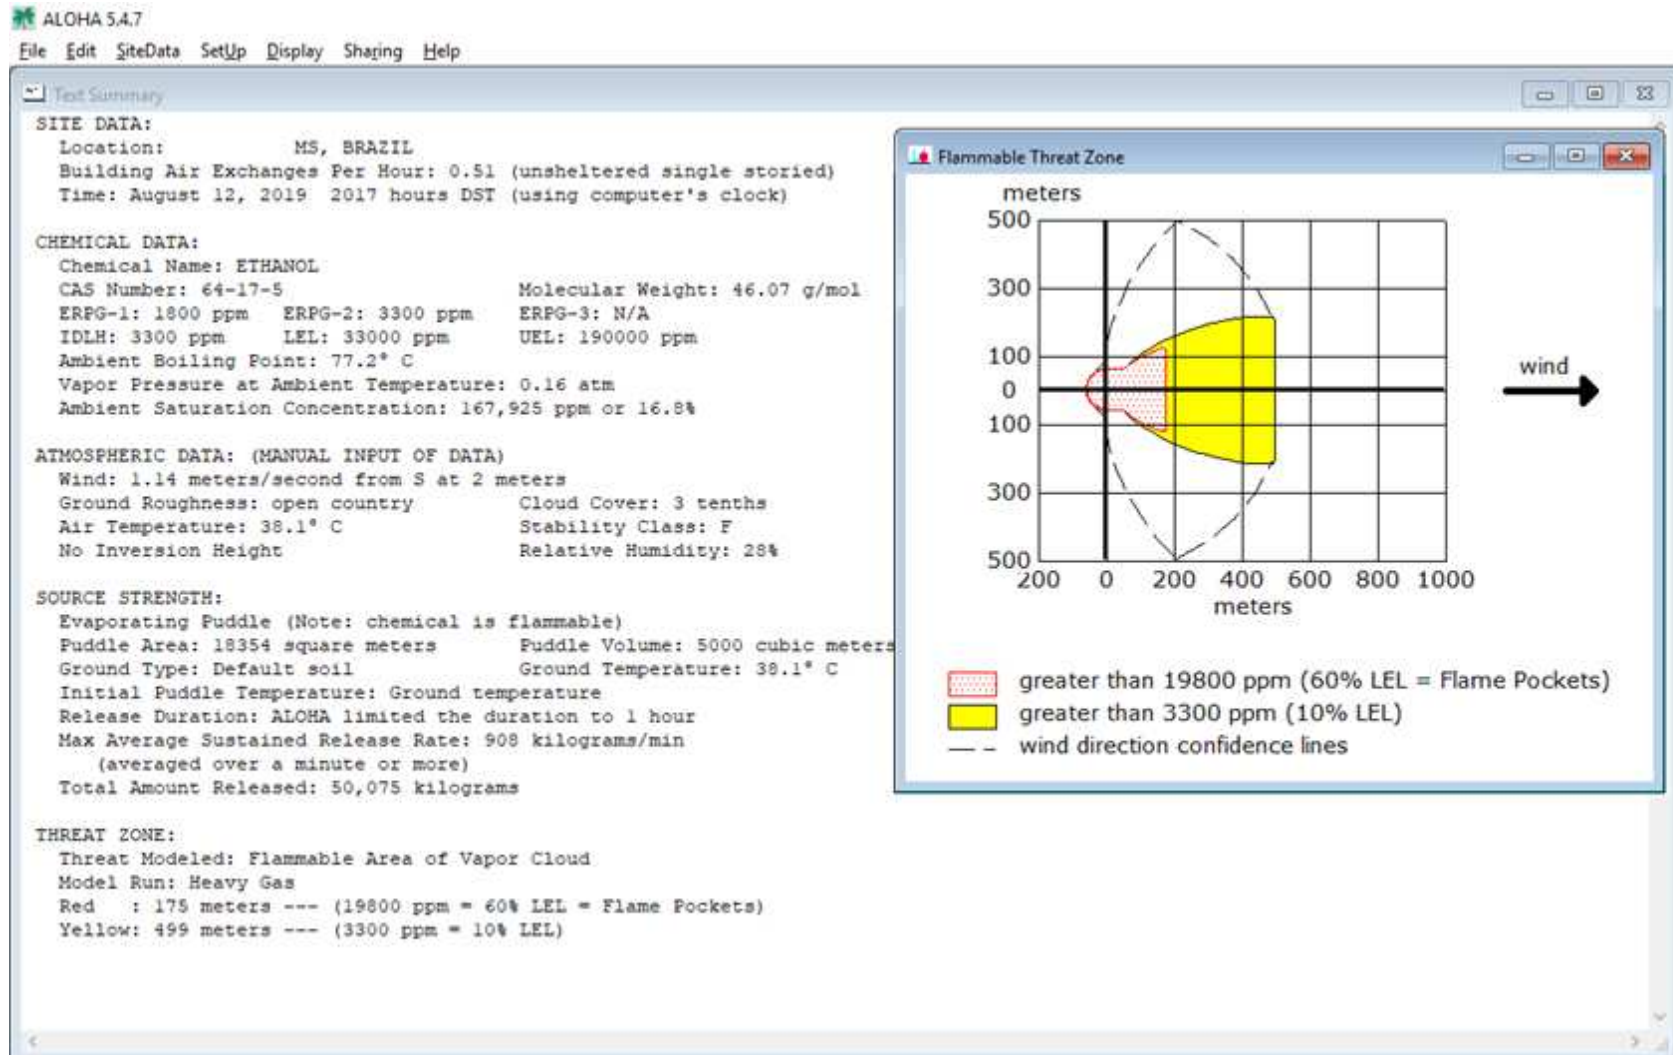 ALOHA 5.4.7
File Edit SiteData SetUp Display Sharing Help
Text Summary
SITE DATA:
Location: MS, BRAZIL
Building Air Exchanges Per Hour: 0.51 (unsheltered single storied)
Time: August 12, 2019 2017 hours DST (using computer's clock)
CHEMICAL DATA:
Chemical Name: ETHANOL
CAS Number: 64-17-5 Molecular Weight: 46.07 g/mol
ERPG-1: 1800 ppm ERPG-2: 3300 ppm ERPG-3: N/A
IDLH: 3300 ppm LEL: 33000 ppm UEL: 190000 ppm
Ambient Boiling Point: 77.2° C
Vapor Pressure at Ambient Temperature: 0.16 atm
Ambient Saturation Concentration: 167,925 ppm or 16.8%
ATMOSPHERIC DATA: (MANUAL INPUT OF DATA)
Wind: 1.14 meters/second from S at 2 meters
Ground Roughness: open country Cloud Cover: 3 tenths
Air Temperature: 38.1° C Stability Class: F
No Inversion Height Relative Humidity: 28%
SOURCE STRENGTH:
Evaporating Puddle (Note: chemical is flammable)
Puddle Area: 18354 square meters Puddle Volume: 5000 cubic meters
Ground Type: Default soil Ground Temperature: 38.1° C
Initial Puddle Temperature: Ground temperature
Release Duration: ALOHA limited the duration to 1 hour
Max Average Sustained Release Rate: 908 kilograms/min
(averaged over a minute or more)
Total Amount Released: 50,075 kilograms
THREAT ZONE:
Threat Modeled: Flammable Area of Vapor Cloud
Model Run: Heavy Gas
Red : 175 meters --- (19800 ppm = 60% LEL = Flame Pockets)
Yellow: 499 meters --- (3300 ppm = 10% LEL)
Flammable Threat Zone
meters
500
300
100
0
100
300
500
200 0 200 400 600 800 1000
meters
wind
greater than 19800 ppm (60% LEL = Flame Pockets)
greater than 3300 ppm (10% LEL)
wind direction confidence lines